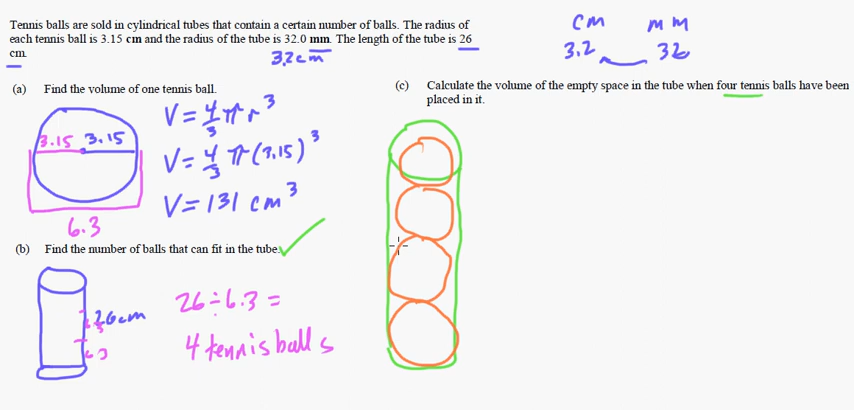 Tennis balls are sold in cylindrical tubes that contain a certain number of balls. The radius of
each tennis ball is 3.15 cm and the radius of the tube is 32.0 mm. The length of the tube is 26
cm.
3.2cm
CM MM
3.2 32
(a) Find the volume of one tennis ball.
3.15 3.15
6.3
V = 4/3 π r³
V = 4/3 π (3.15)³
V = 131 cm³
(b) Find the number of balls that can fit in the tube.
26cm
26 ÷ 6.3 =
4 tennis balls
(c) Calculate the volume of the empty space in the tube when four tennis balls have been
placed in it.